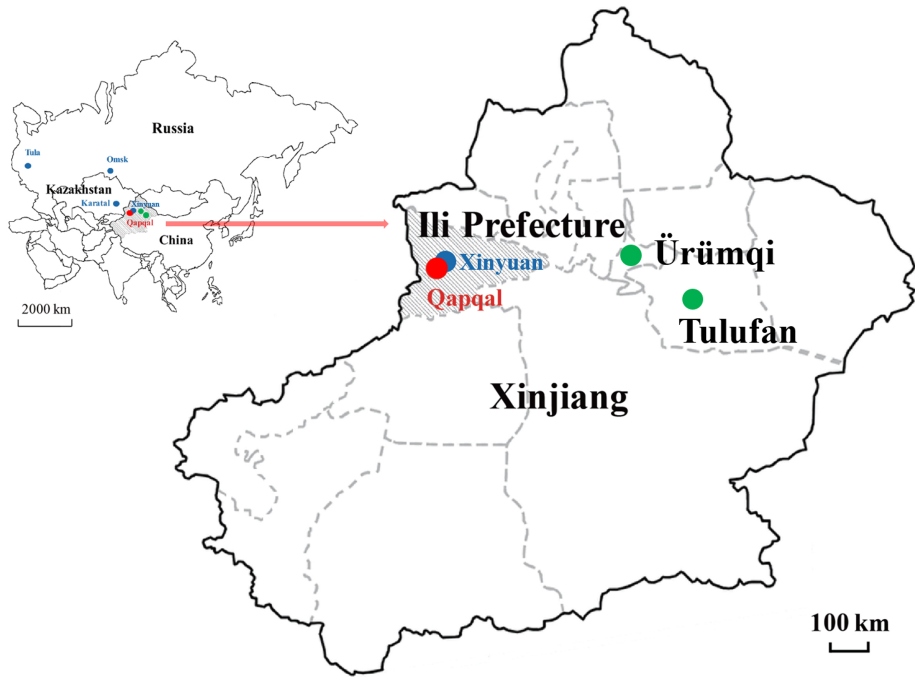 Russia
Tula
Omsk
Kazakhstan
Karatal
Xinyuan
Qapqal
China
2000 km
Ili Prefecture
Xinyuan
Qapqal
Ürümqi
Tulufan
Xinjiang
100 km